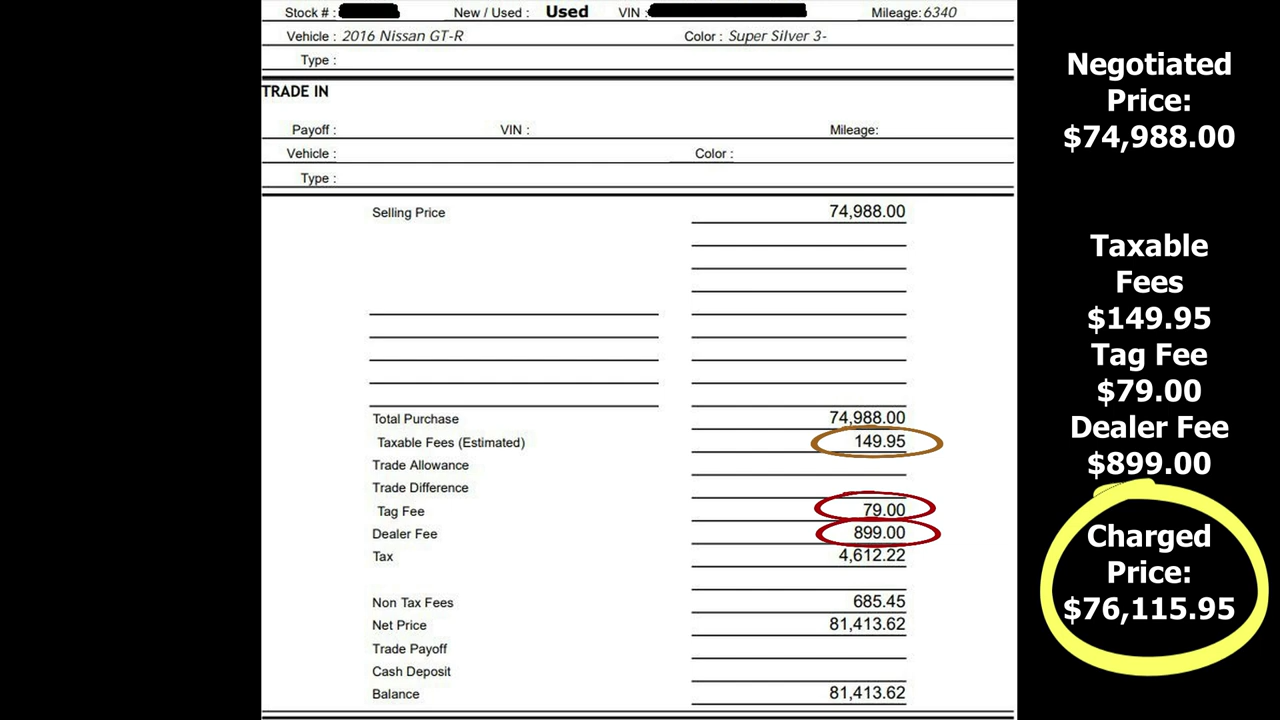 Stock # : New / Used : Used VIN : Mileage: 6340
Vehicle : 2016 Nissan GT-R Color : Super Silver 3-
Type :
TRADE IN
Payoff : VIN : Mileage:
Vehicle : Color :
Type :
Selling Price 74,988.00
Total Purchase 74,988.00
Taxable Fees (Estimated) 149.95
Trade Allowance
Trade Difference
Tag Fee 79.00
Dealer Fee 899.00
Tax 4,612.22
Non Tax Fees 685.45
Net Price 81,413.62
Trade Payoff
Cash Deposit
Balance 81,413.62
Negotiated
Price:
$74,988.00
Taxable
Fees
$149.95
Tag Fee
$79.00
Dealer Fee
$899.00
Charged
Price:
$76,115.95